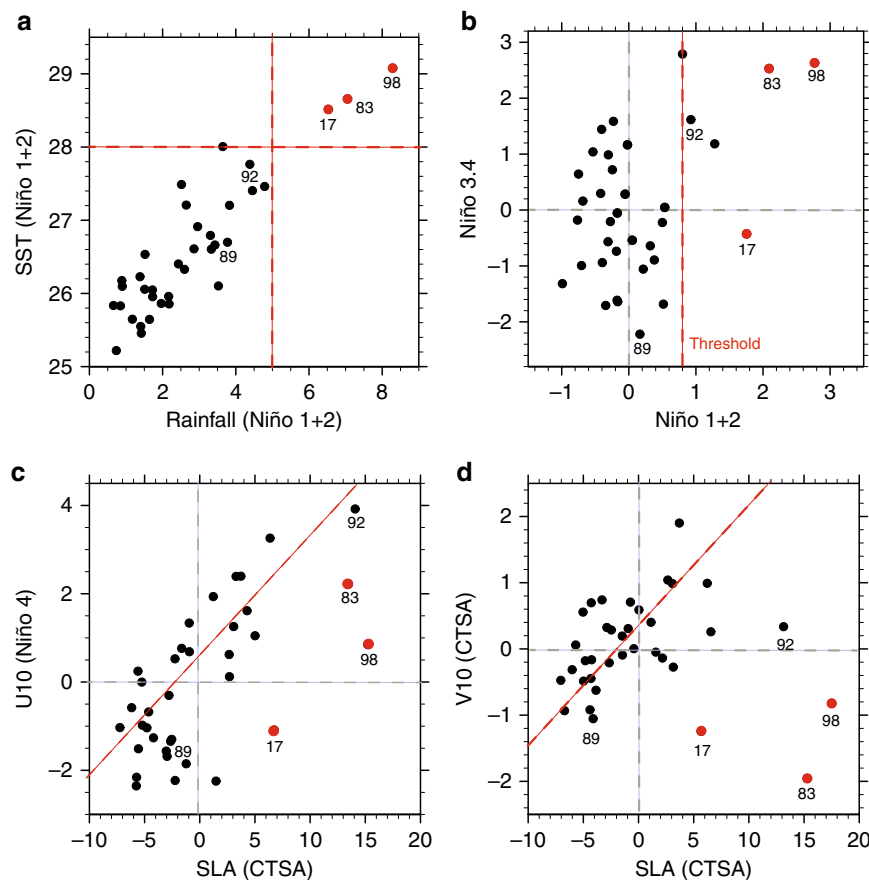 a
29
28
27
26
25
SST (Niño 1+2)
98
83
17
92
89
0 2 4 6 8
Rainfall (Niño 1+2)
b
3
2
1
0
−1
−2
Niño 3.4
98
83
92
17
89
Threshold
−1 0 1 2 3
Niño 1+2
c
4
2
0
−2
U10 (Niño 4)
92
83
98
17
89
−10 −5 0 5 10 15 20
SLA (CTSA)
d
2
1
0
−1
−2
V10 (CTSA)
92
98
17
89
83
−10 −5 0 5 10 15 20
SLA (CTSA)